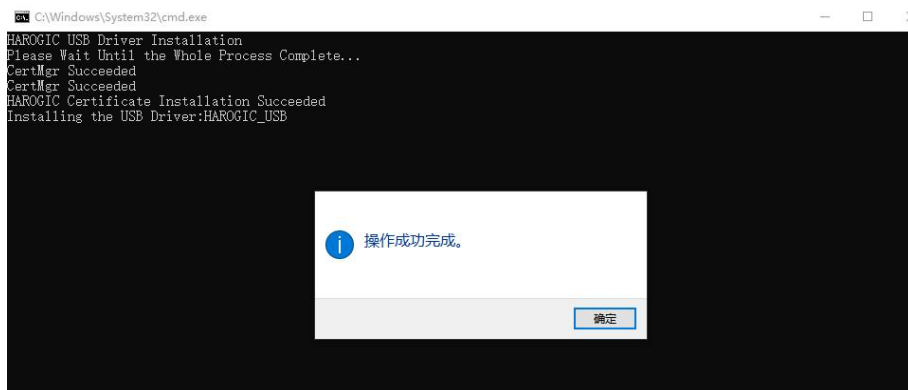 C:\Windows\System32\cmd.exe
HAROGIC USB Driver Installation
Please Wait Until the Whole Process Complete...
CertMgr Succeeded
CertMgr Succeeded
HAROGIC Certificate Installation Succeeded
Installing the USB Driver:HAROGIC_USB
操作成功完成。
确定